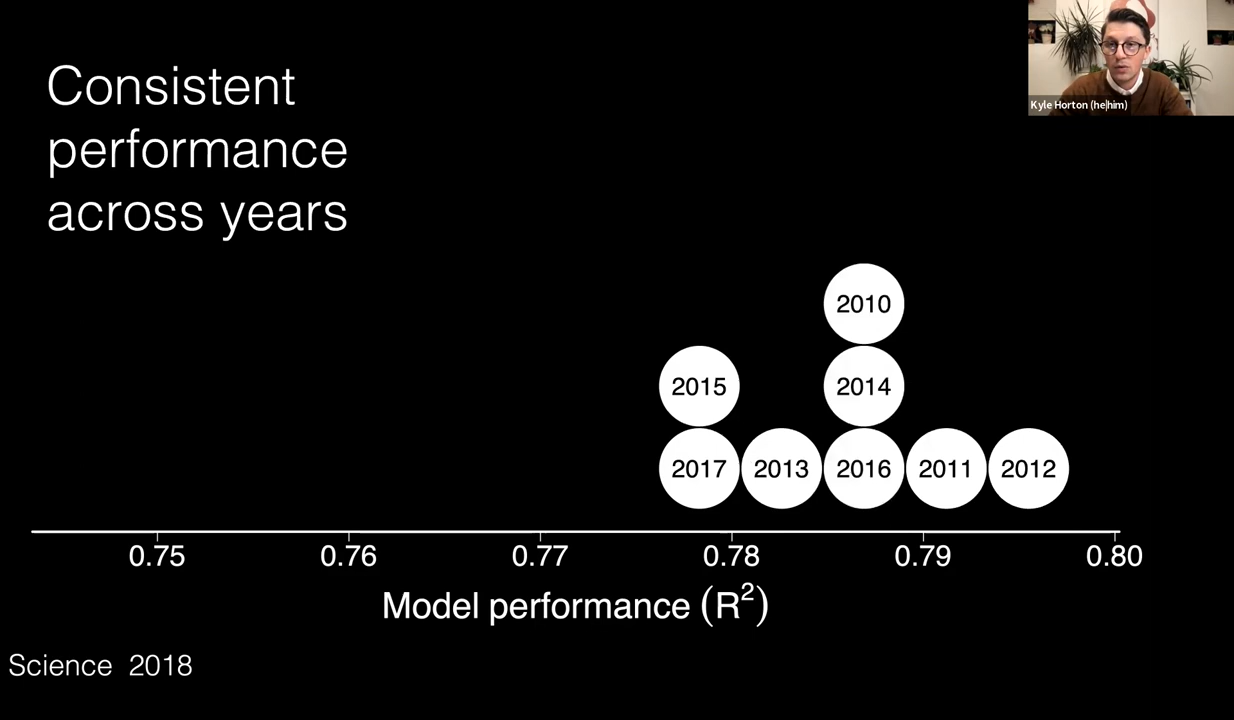 Consistent
performance
across years
Kyle Horton (he|him)
2010
2015
2014
2017
2013
2016
2011
2012
0.75
0.76
0.77
0.78
0.79
0.80
Model performance (R²)
Science 2018